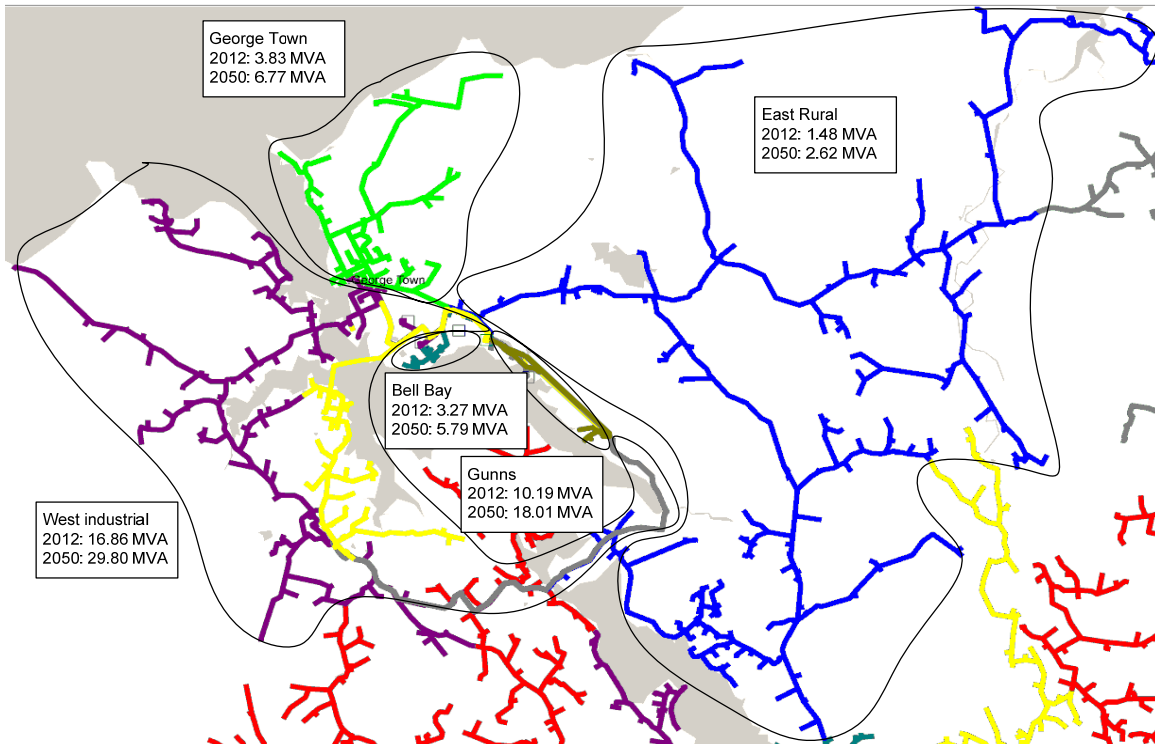 George Town
2012: 3.83 MVA
2050: 6.77 MVA
East Rural
2012: 1.48 MVA
2050: 2.62 MVA
George Town
Bell Bay
2012: 3.27 MVA
2050: 5.79 MVA
Gunns
2012: 10.19 MVA
2050: 18.01 MVA
West industrial
2012: 16.86 MVA
2050: 29.80 MVA